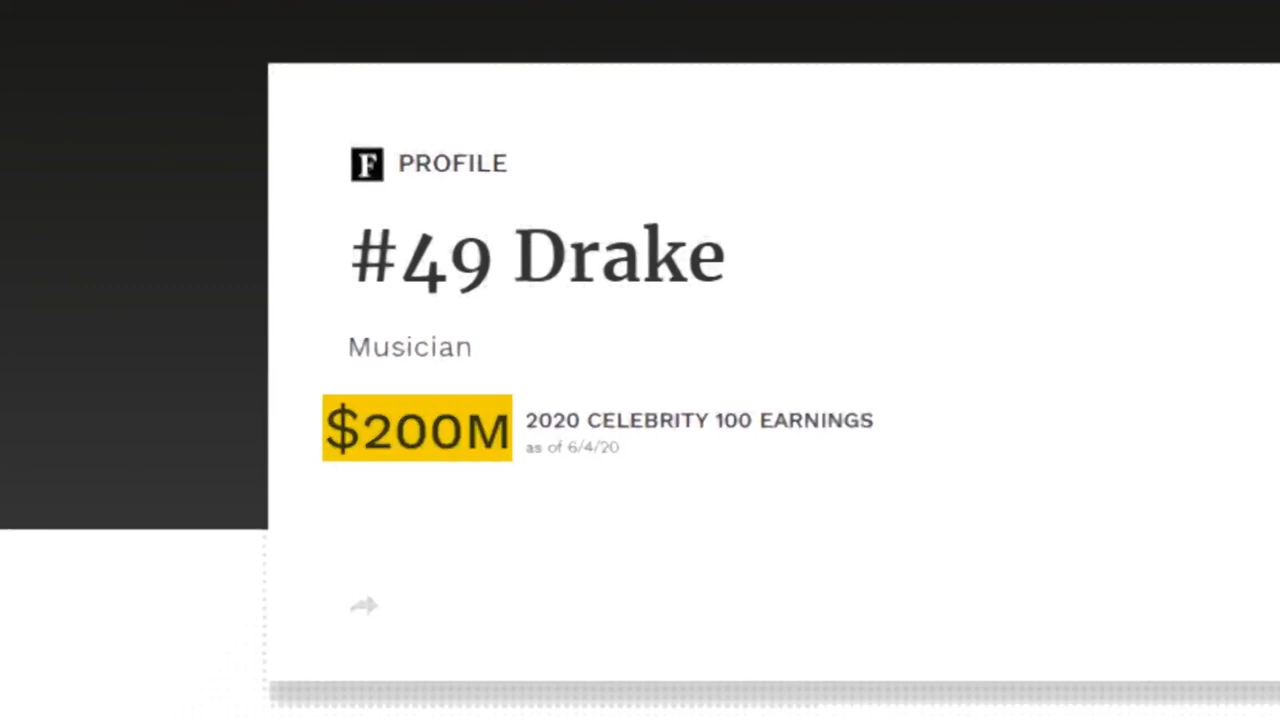 F PROFILE
#49 Drake
Musician
$200M 2020 CELEBRITY 100 EARNINGS
as of 6/4/20